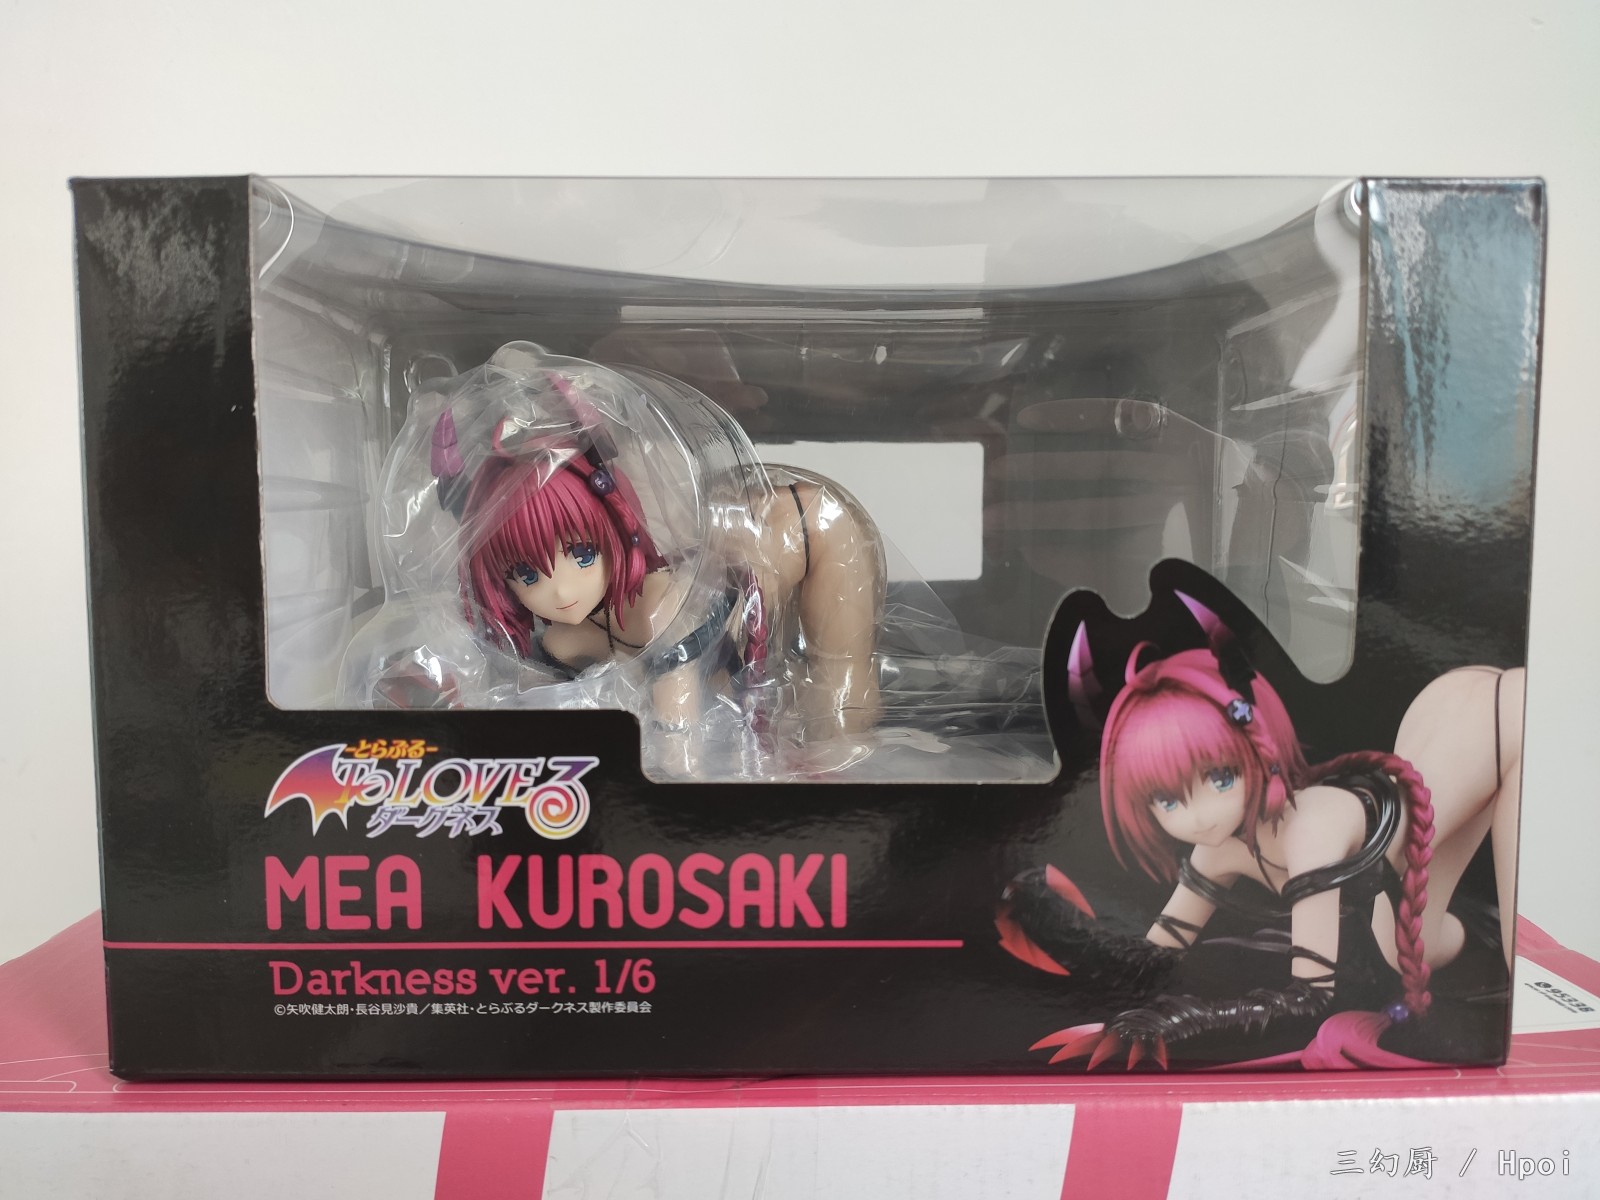 -とらぶる-
To LOVEる
ダークネス
MEA KUROSAKI
Darkness ver. 1/6
©矢吹健太朗・長谷見沙貴／集英社・とらぶるダークネス製作委員会
95338
三幻厨 / Hpoi